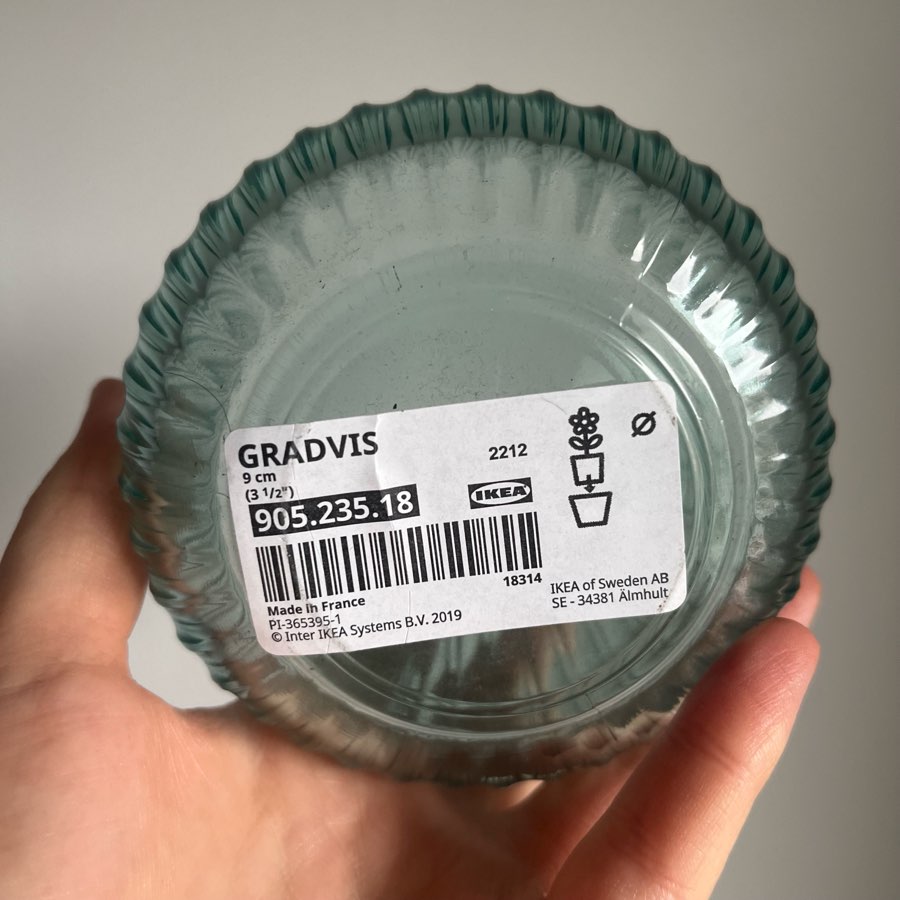 GRADVIS
9 cm
(3 1/2")
2212
Ø
905.235.18
IKEA
18314
Made in France
PI-365395-1
© Inter IKEA Systems B.V. 2019
IKEA of Sweden AB
SE - 34381 Älmhult